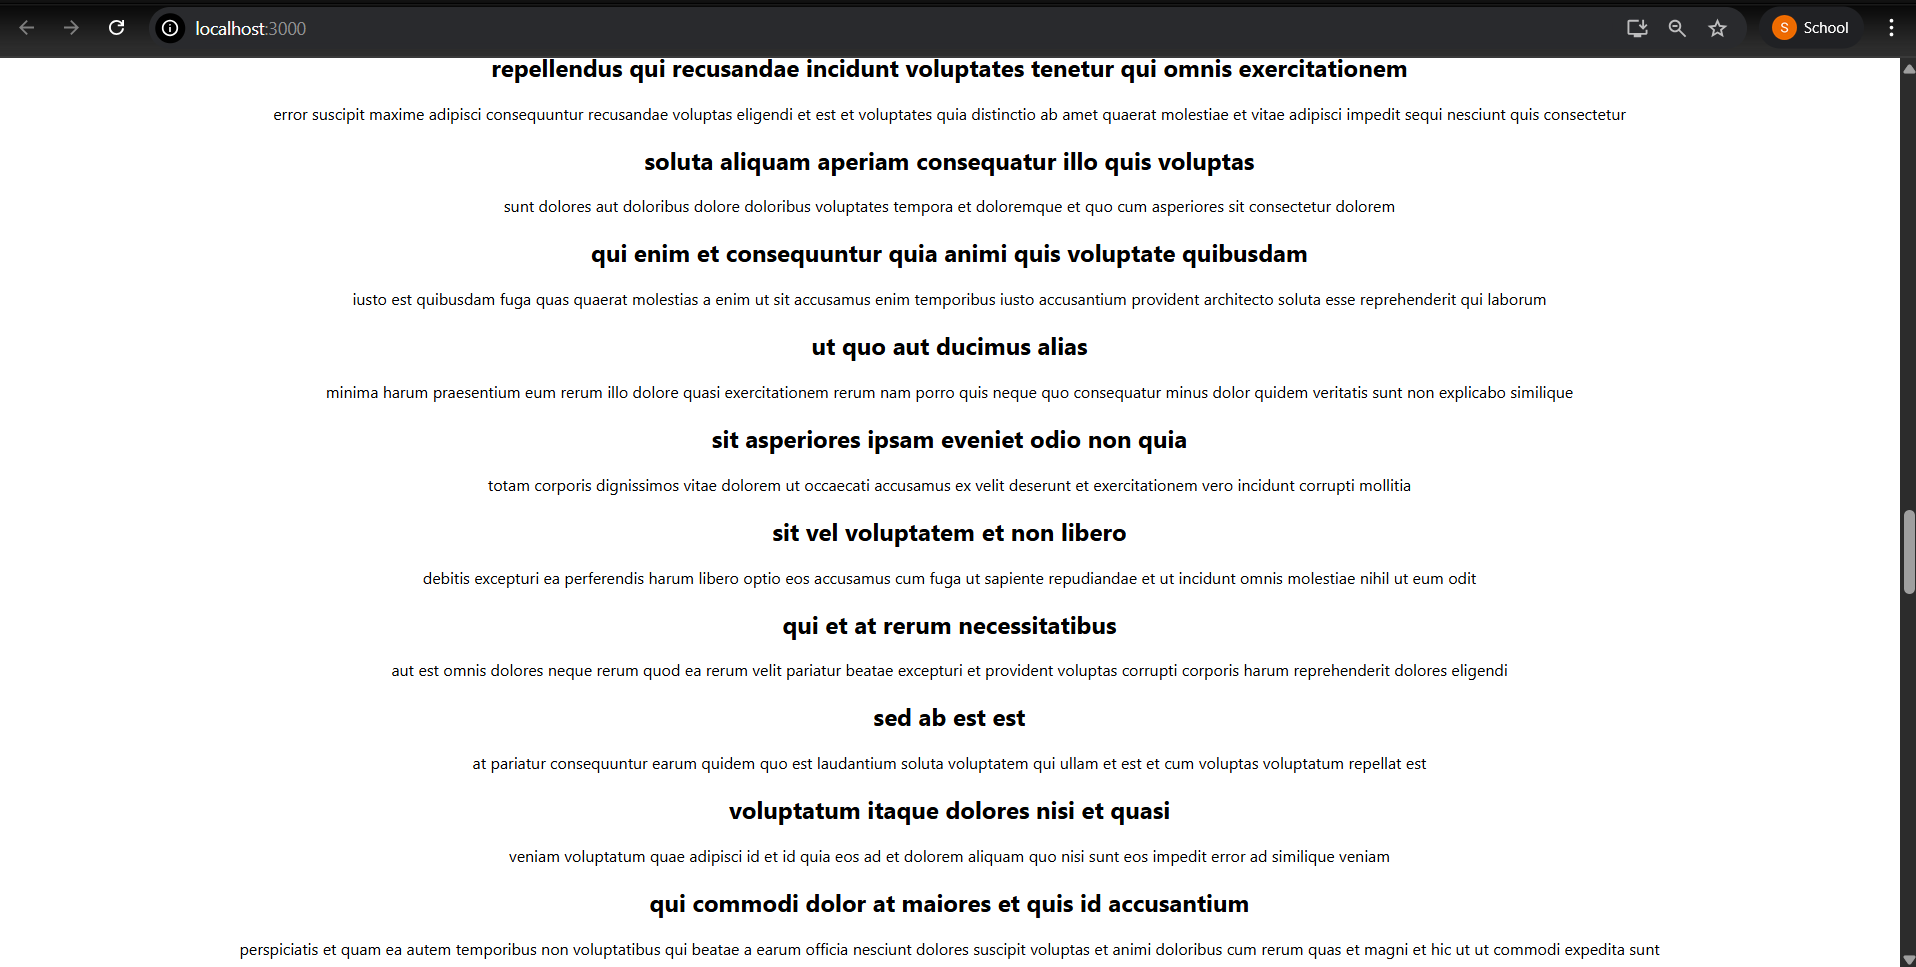 localhost:3000
S School
repellendus qui recusandae incidunt voluptates tenetur qui omnis exercitationem
error suscipit maxime adipisci consequuntur recusandae voluptas eligendi et est et voluptates quia distinctio ab amet quaerat molestiae et vitae adipisci impedit sequi nesciunt quis consectetur
soluta aliquam aperiam consequatur illo quis voluptas
sunt dolores aut doloribus dolore doloribus voluptates tempora et doloremque et quo cum asperiores sit consectetur dolorem
qui enim et consequuntur quia animi quis voluptate quibusdam
iusto est quibusdam fuga quas quaerat molestias a enim ut sit accusamus enim temporibus iusto accusantium provident architecto soluta esse reprehenderit qui laborum
ut quo aut ducimus alias
minima harum praesentium eum rerum illo dolore quasi exercitationem rerum nam porro quis neque quo consequatur minus dolor quidem veritatis sunt non explicabo similique
sit asperiores ipsam eveniet odio non quia
totam corporis dignissimos vitae dolorem ut occaecati accusamus ex velit deserunt et exercitationem vero incidunt corrupti mollitia
sit vel voluptatem et non libero
debitis excepturi ea perferendis harum libero optio eos accusamus cum fuga ut sapiente repudiandae et ut incidunt omnis molestiae nihil ut eum odit
qui et at rerum necessitatibus
aut est omnis dolores neque rerum quod ea rerum velit pariatur beatae excepturi et provident voluptas corrupti corporis harum reprehenderit dolores eligendi
sed ab est est
at pariatur consequuntur earum quidem quo est laudantium soluta voluptatem qui ullam et est et cum voluptas voluptatum repellat est
voluptatum itaque dolores nisi et quasi
veniam voluptatum quae adipisci id et id quia eos ad et dolorem aliquam quo nisi sunt eos impedit error ad similique veniam
qui commodi dolor at maiores et quis id accusantium
perspiciatis et quam ea autem temporibus non voluptatibus qui beatae a earum officia nesciunt dolores suscipit voluptas et animi doloribus cum rerum quas et magni et hic ut ut commodi expedita sunt